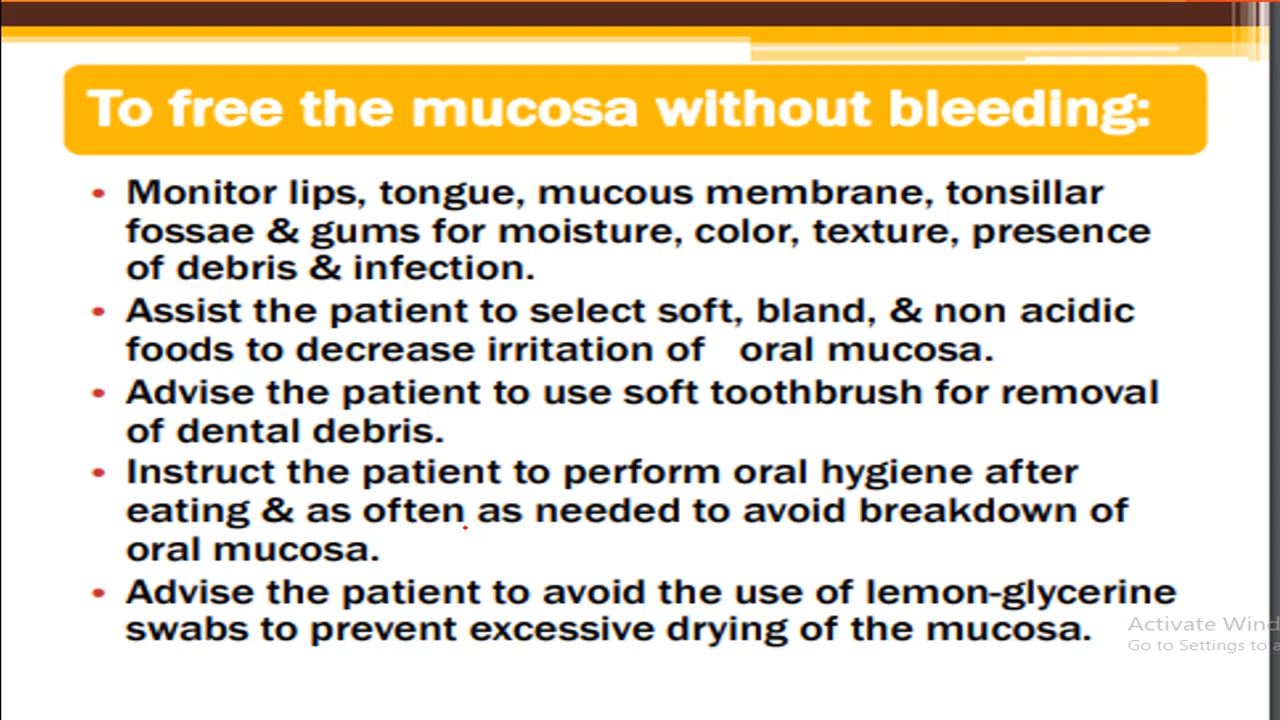 To free the mucosa without bleeding:
• Monitor lips, tongue, mucous membrane, tonsillar
fossae & gums for moisture, color, texture, presence
of debris & infection.
• Assist the patient to select soft, bland, & non acidic
foods to decrease irritation of oral mucosa.
• Advise the patient to use soft toothbrush for removal
of dental debris.
• Instruct the patient to perform oral hygiene after
eating & as often as needed to avoid breakdown of
oral mucosa.
• Advise the patient to avoid the use of lemon-glycerine
swabs to prevent excessive drying of the mucosa.
Activate Wind
Go to Settings to a